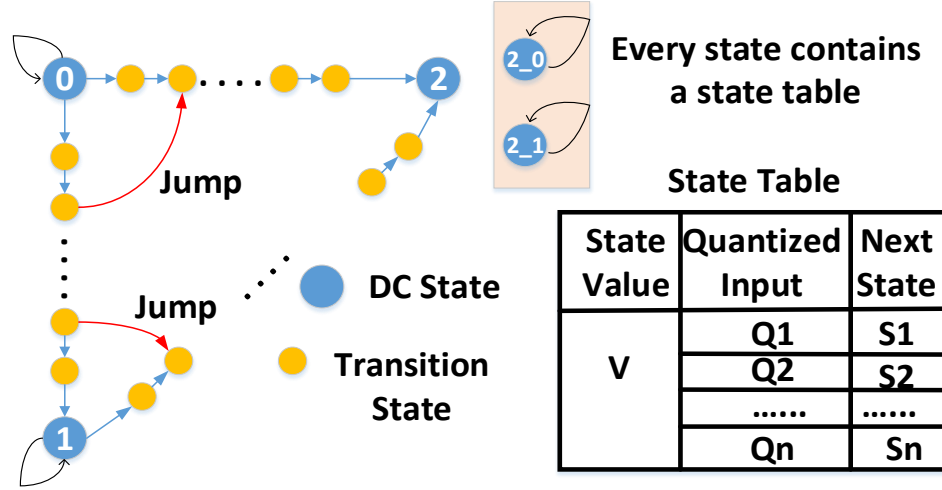 0
2
2_0
2_1
Every state contains
a state table
Jump
State Table
DC State
Jump
Transition
State
1
State
Value
Quantized
Input
Next
State
V
Q1
S1
Q2
S2
......
......
Qn
Sn